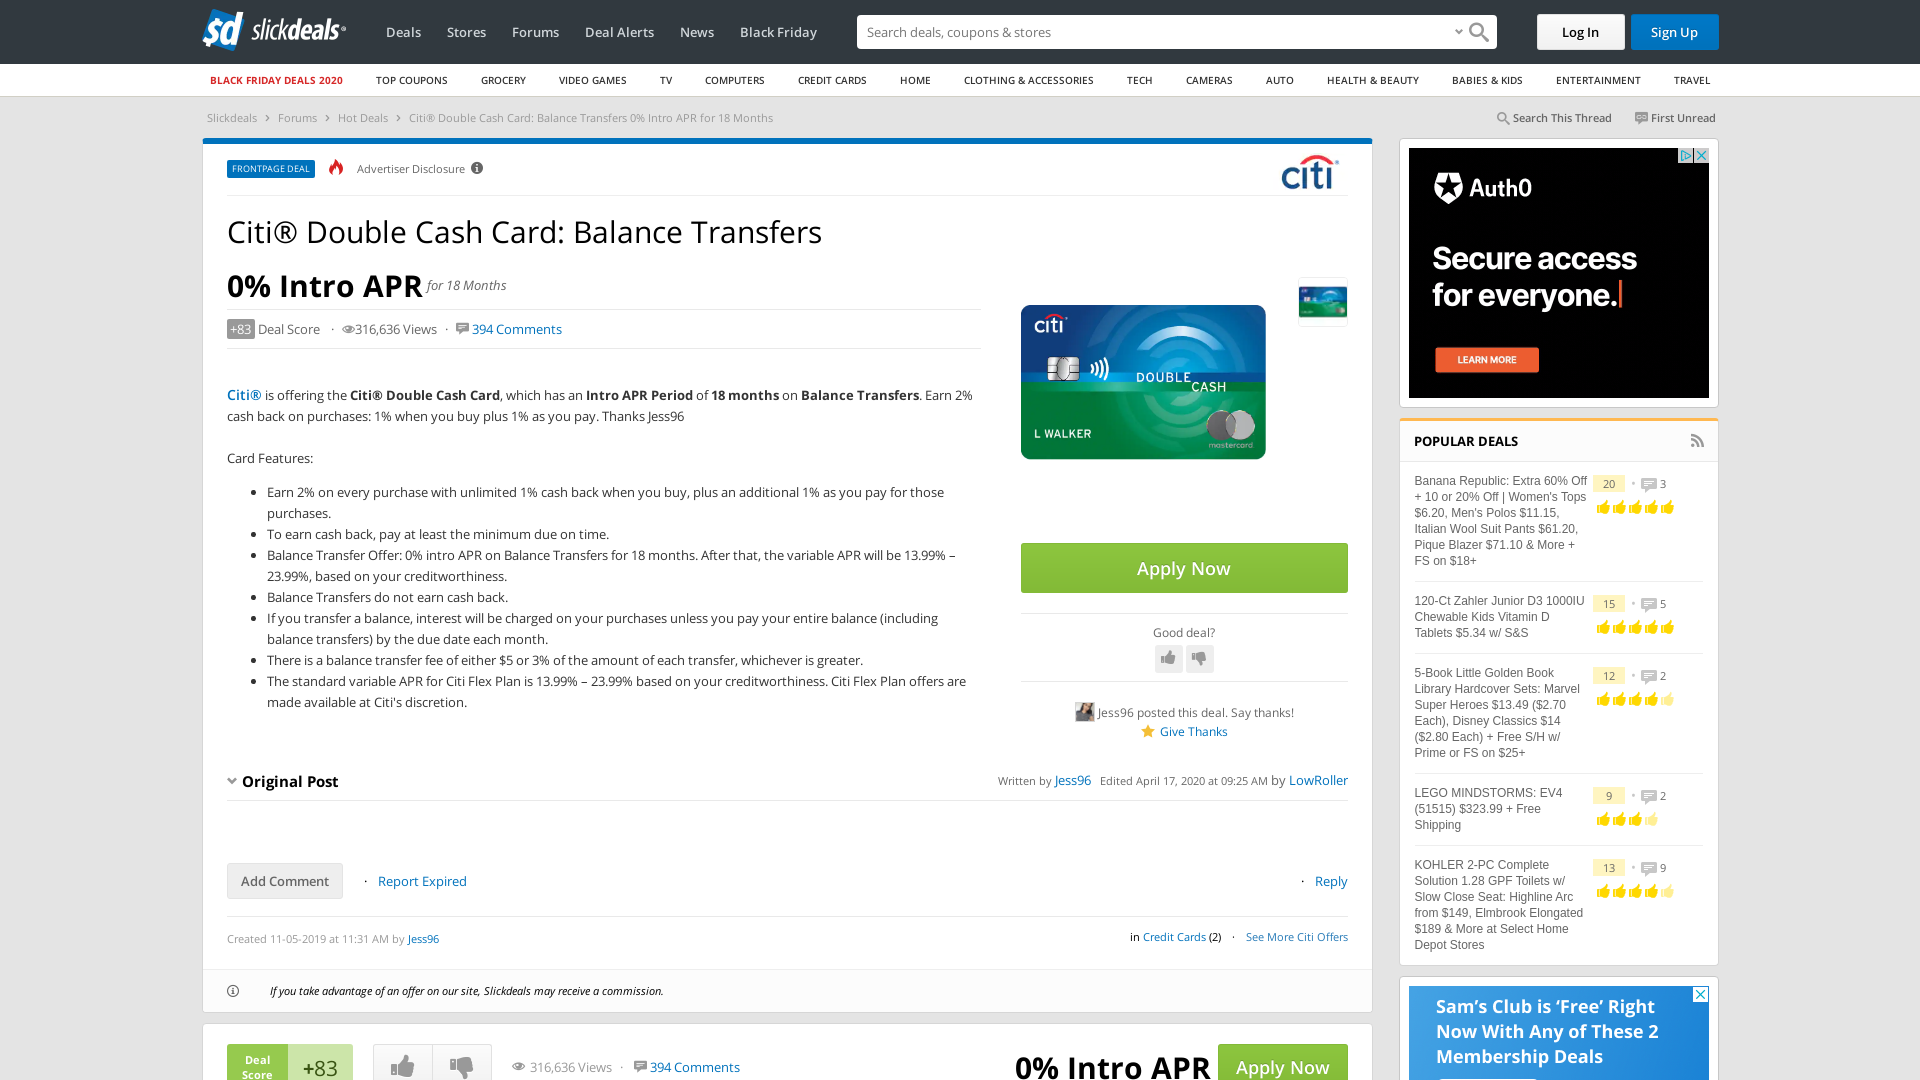 slickdeals
Deals
Stores
Forums
Deal Alerts
News
Black Friday
Search deals, coupons & stores
Log In
Sign Up
BLACK FRIDAY DEALS 2020
TOP COUPONS
GROCERY
VIDEO GAMES
TV
COMPUTERS
CREDIT CARDS
HOME
CLOTHING & ACCESSORIES
TECH
CAMERAS
AUTO
HEALTH & BEAUTY
BABIES & KIDS
ENTERTAINMENT
TRAVEL
Slickdeals › Forums › Hot Deals › Citi® Double Cash Card: Balance Transfers 0% Intro APR for 18 Months
Search This Thread
First Unread
FRONTPAGE DEAL
Advertiser Disclosure
citi
Citi® Double Cash Card: Balance Transfers
0% Intro APR for 18 Months
+83 Deal Score · 316,636 Views · 394 Comments
Citi® is offering the Citi® Double Cash Card, which has an Intro APR Period of 18 months on Balance Transfers. Earn 2%
cash back on purchases: 1% when you buy plus 1% as you pay. Thanks Jess96
Card Features:
• Earn 2% on every purchase with unlimited 1% cash back when you buy, plus an additional 1% as you pay for those
purchases.
• To earn cash back, pay at least the minimum due on time.
• Balance Transfer Offer: 0% intro APR on Balance Transfers for 18 months. After that, the variable APR will be 13.99% –
23.99%, based on your creditworthiness.
• Balance Transfers do not earn cash back.
• If you transfer a balance, interest will be charged on your purchases unless you pay your entire balance (including
balance transfers) by the due date each month.
• There is a balance transfer fee of either $5 or 3% of the amount of each transfer, whichever is greater.
• The standard variable APR for Citi Flex Plan is 13.99% – 23.99% based on your creditworthiness. Citi Flex Plan offers are
made available at Citi's discretion.
citi
DOUBLE
CASH
L WALKER
mastercard
Apply Now
Good deal?
Jess96 posted this deal. Say thanks!
Give Thanks
Original Post
Written by Jess96 Edited April 17, 2020 at 09:25 AM by LowRoller
Add Comment
· Report Expired
· Reply
Created 11-05-2019 at 11:31 AM by Jess96
in Credit Cards (2) · See More Citi Offers
If you take advantage of an offer on our site, Slickdeals may receive a commission.
Deal
Score
+83
316,636 Views · 394 Comments
0% Intro APR
Apply Now
Auth0
Secure access
for everyone.
LEARN MORE
POPULAR DEALS
Banana Republic: Extra 60% Off
+ 10 or 20% Off | Women's Tops
$6.20, Men's Polos $11.15,
Italian Wool Suit Pants $61.20,
Pique Blazer $71.10 & More +
FS on $18+
20 • 3
120-Ct Zahler Junior D3 1000IU
Chewable Kids Vitamin D
Tablets $5.34 w/ S&S
15 • 5
5-Book Little Golden Book
Library Hardcover Sets: Marvel
Super Heroes $13.49 ($2.70
Each), Disney Classics $14
($2.80 Each) + Free S/H w/
Prime or FS on $25+
12 • 2
LEGO MINDSTORMS: EV4
(51515) $323.99 + Free
Shipping
9 • 2
KOHLER 2-PC Complete
Solution 1.28 GPF Toilets w/
Slow Close Seat: Highline Arc
from $149, Elmbrook Elongated
$189 & More at Select Home
Depot Stores
13 • 9
Sam's Club is ‘Free’ Right
Now With Any of These 2
Membership Deals